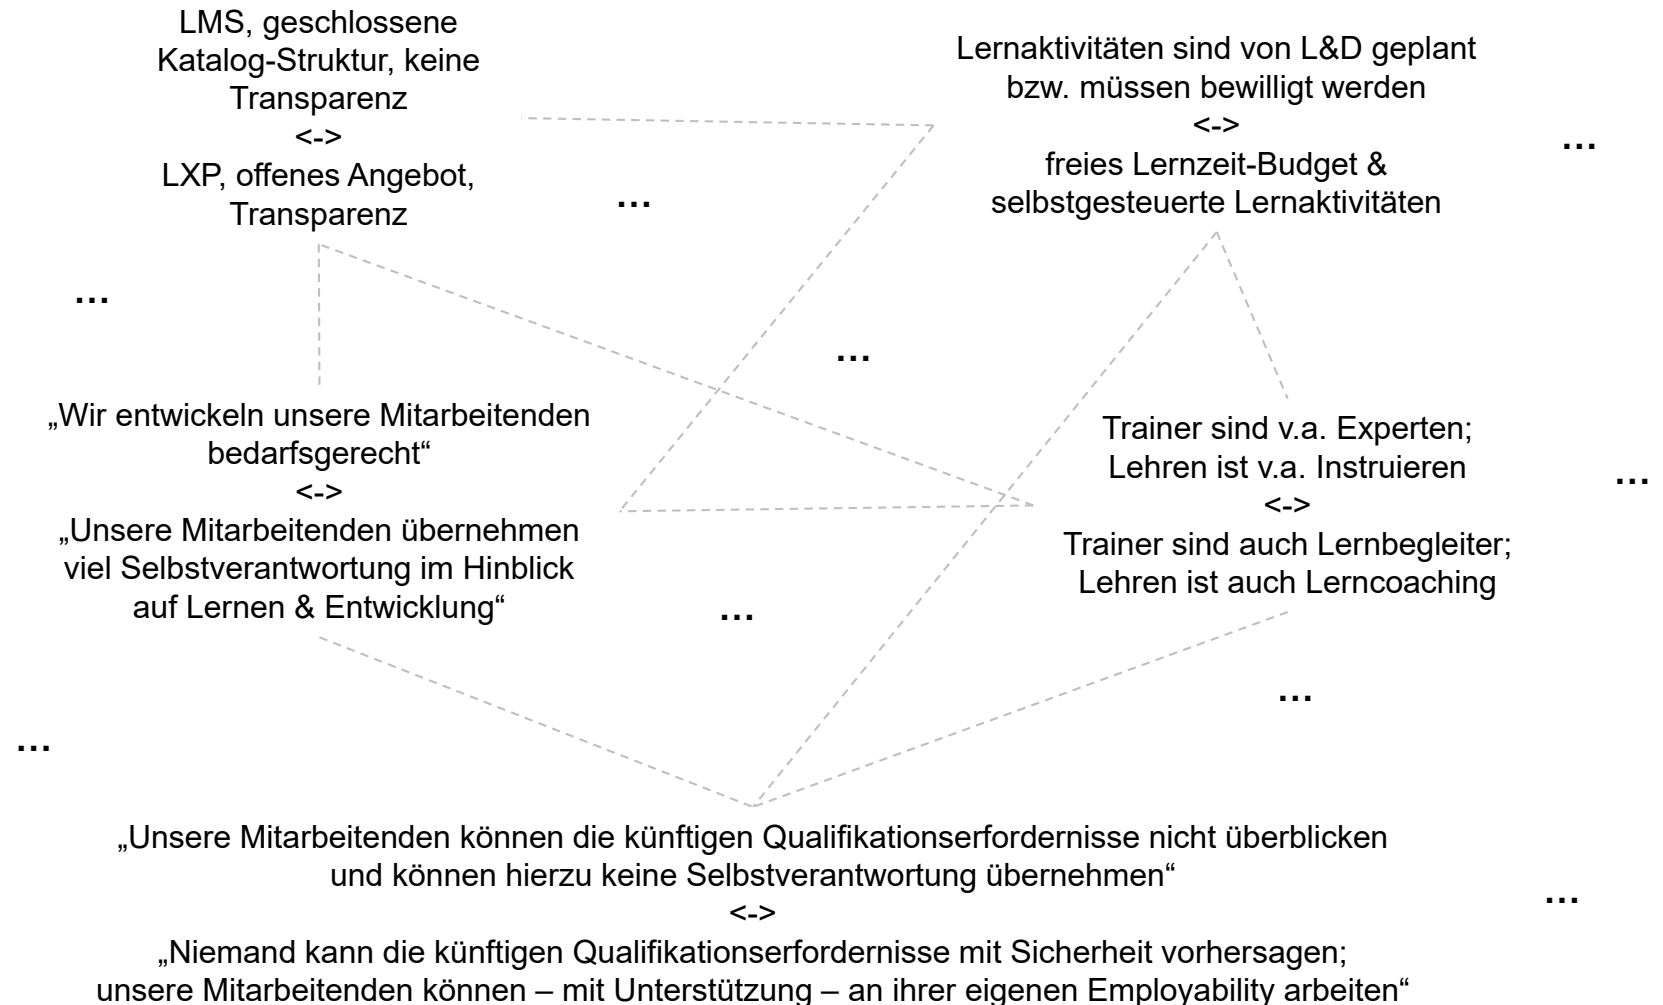 LMS, geschlossene
Katalog-Struktur, keine
Transparenz
<->
LXP, offenes Angebot,
Transparenz
Lernaktivitäten sind von L&D geplant
bzw. müssen bewilligt werden
<->
freies Lernzeit-Budget &
selbstgesteuerte Lernaktivitäten
...
...
...
...
„Wir entwickeln unsere Mitarbeitenden
bedarfsgerecht“
<->
„Unsere Mitarbeitenden übernehmen
viel Selbstverantwortung im Hinblick
auf Lernen & Entwicklung“
Trainer sind v.a. Experten;
Lehren ist v.a. Instruieren
<->
Trainer sind auch Lernbegleiter;
Lehren ist auch Lerncoaching
...
...
...
...
„Unsere Mitarbeitenden können die künftigen Qualifikationserfordernisse nicht überblicken
und können hierzu keine Selbstverantwortung übernehmen“
<->
„Niemand kann die künftigen Qualifikationserfordernisse mit Sicherheit vorhersagen;
unsere Mitarbeitenden können – mit Unterstützung – an ihrer eigenen Employability arbeiten“
...